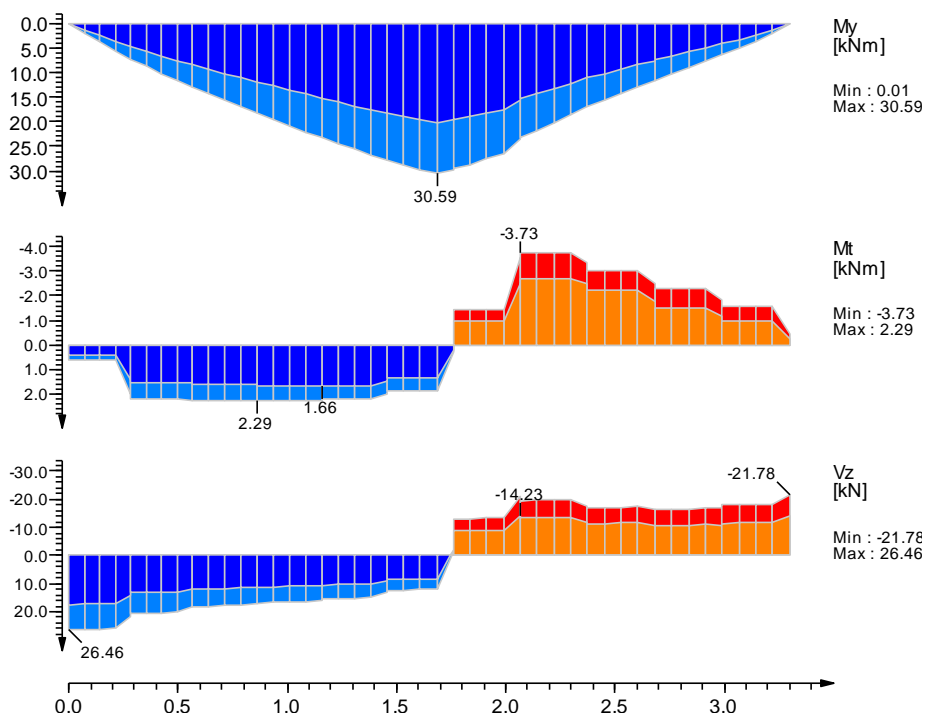 0.0
5.0
10.0
15.0
20.0
25.0
30.0
30.59
My
[kNm]
Min : 0.01
Max : 30.59
-4.0
-3.0
-2.0
-1.0
0.0
1.0
2.0
-3.73
1.66
2.29
Mt
[kNm]
Min : -3.73
Max : 2.29
-30.0
-20.0
-10.0
0.0
10.0
20.0
-14.23
-21.78
26.46
Vz
[kN]
Min : -21.78
Max : 26.46
0.0 0.5 1.0 1.5 2.0 2.5 3.0